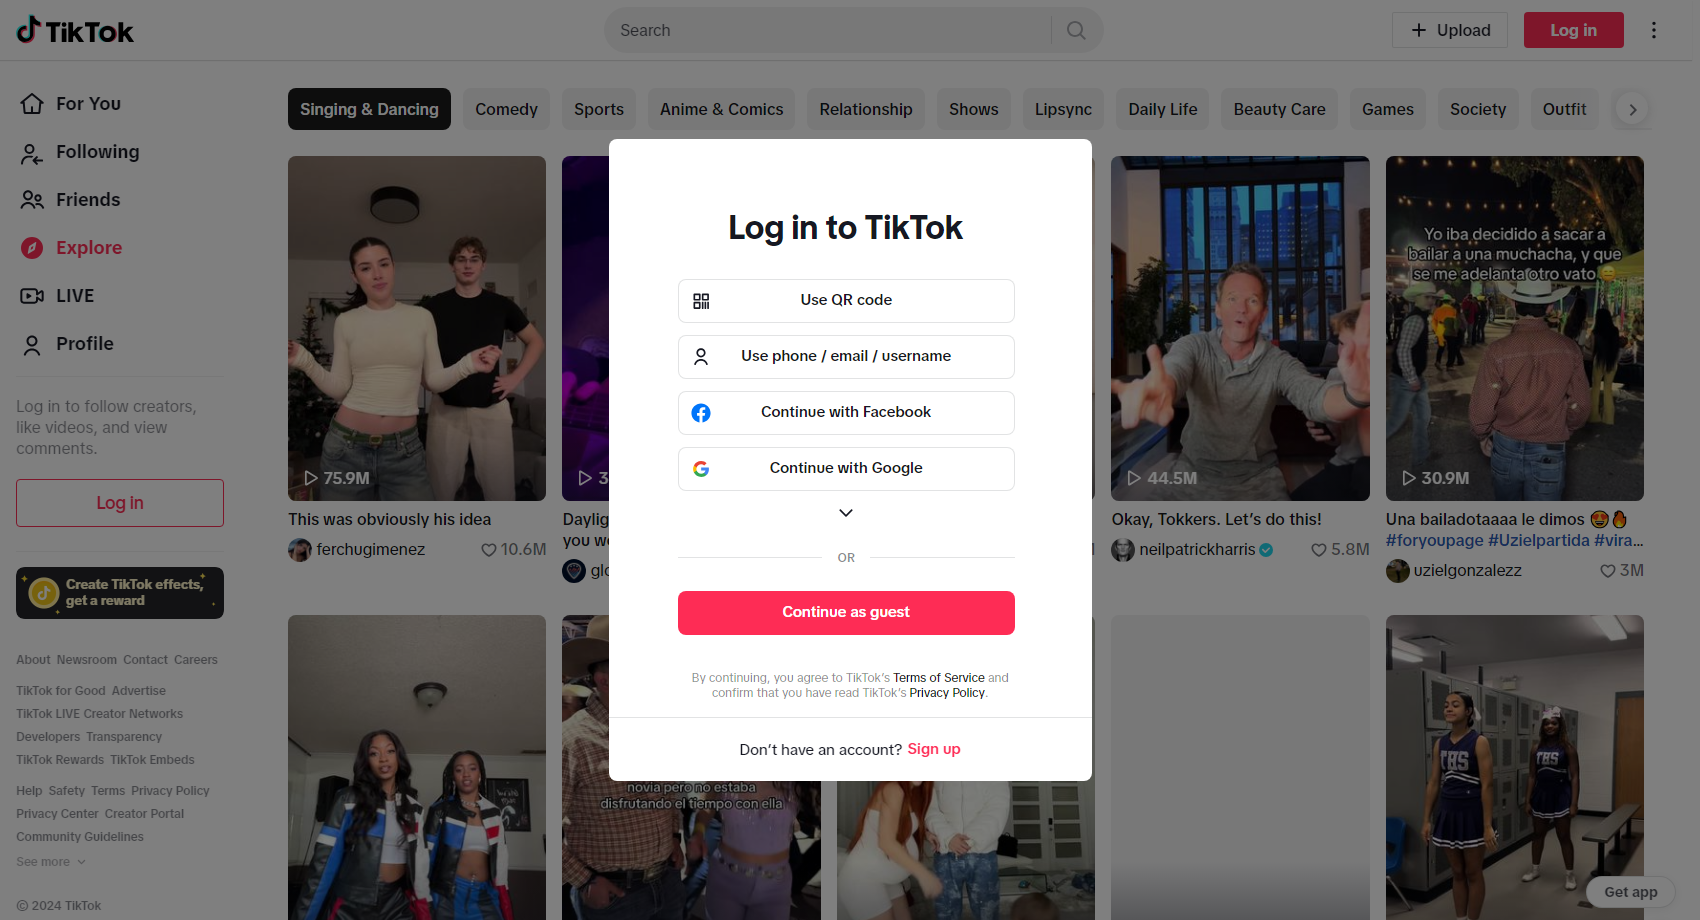 TikTok
Search
Upload
Log in
For You
Following
Friends
Explore
LIVE
Profile
Log in to follow creators,
like videos, and view
comments.
Log in
Create TikTok effects,
get a reward
About Newsroom Contact Careers
TikTok for Good Advertise
TikTok LIVE Creator Networks
Developers Transparency
TikTok Rewards TikTok Embeds
Help Safety Terms Privacy Policy
Privacy Center Creator Portal
Community Guidelines
See more
© 2024 TikTok
Singing & Dancing Comedy Sports Anime & Comics Relationship Shows Lipsync Daily Life Beauty Care Games Society Outfit
75.9M
This was obviously his idea
ferchugimenez 10.6M
3
Daylig
you wo
glo
44.5M
Okay, Tokkers. Let's do this!
neilpatrickharris 5.8M
Yo iba decidido a sacar a
bailar a una muchacha, y que
se me adelanta otro vato 😄
30.9M
Una bailadotaaaa le dimos 😍🔥
#foryoupage #Uzielpartida #vira...
uzielgonzalezz 3M
novia pero no estaba
disfrutando el tiempo con ella
THS
THS
Get app
Log in to TikTok
Use QR code
Use phone / email / username
Continue with Facebook
Continue with Google
OR
Continue as guest
By continuing, you agree to TikTok's Terms of Service and
confirm that you have read TikTok's Privacy Policy.
Don't have an account? Sign up